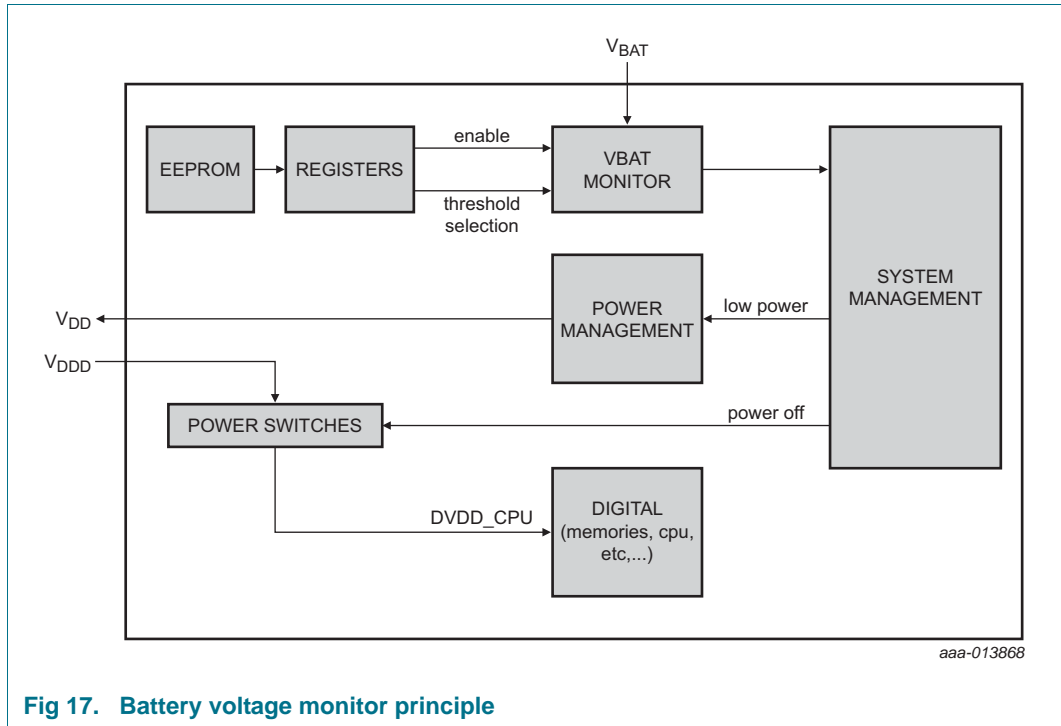 VBAT
EEPROM
REGISTERS
enable
threshold
selection
VBAT
MONITOR
SYSTEM
MANAGEMENT
POWER
MANAGEMENT
low power
VDD
VDDD
POWER SWITCHES
power off
DVDD_CPU
DIGITAL
(memories, cpu,
etc,...)
aaa-013868
Fig 17. Battery voltage monitor principle